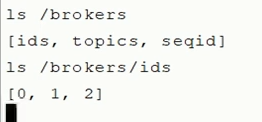 ls /brokers
[ids, topics, seqid]
ls /brokers/ids
[0, 1, 2]